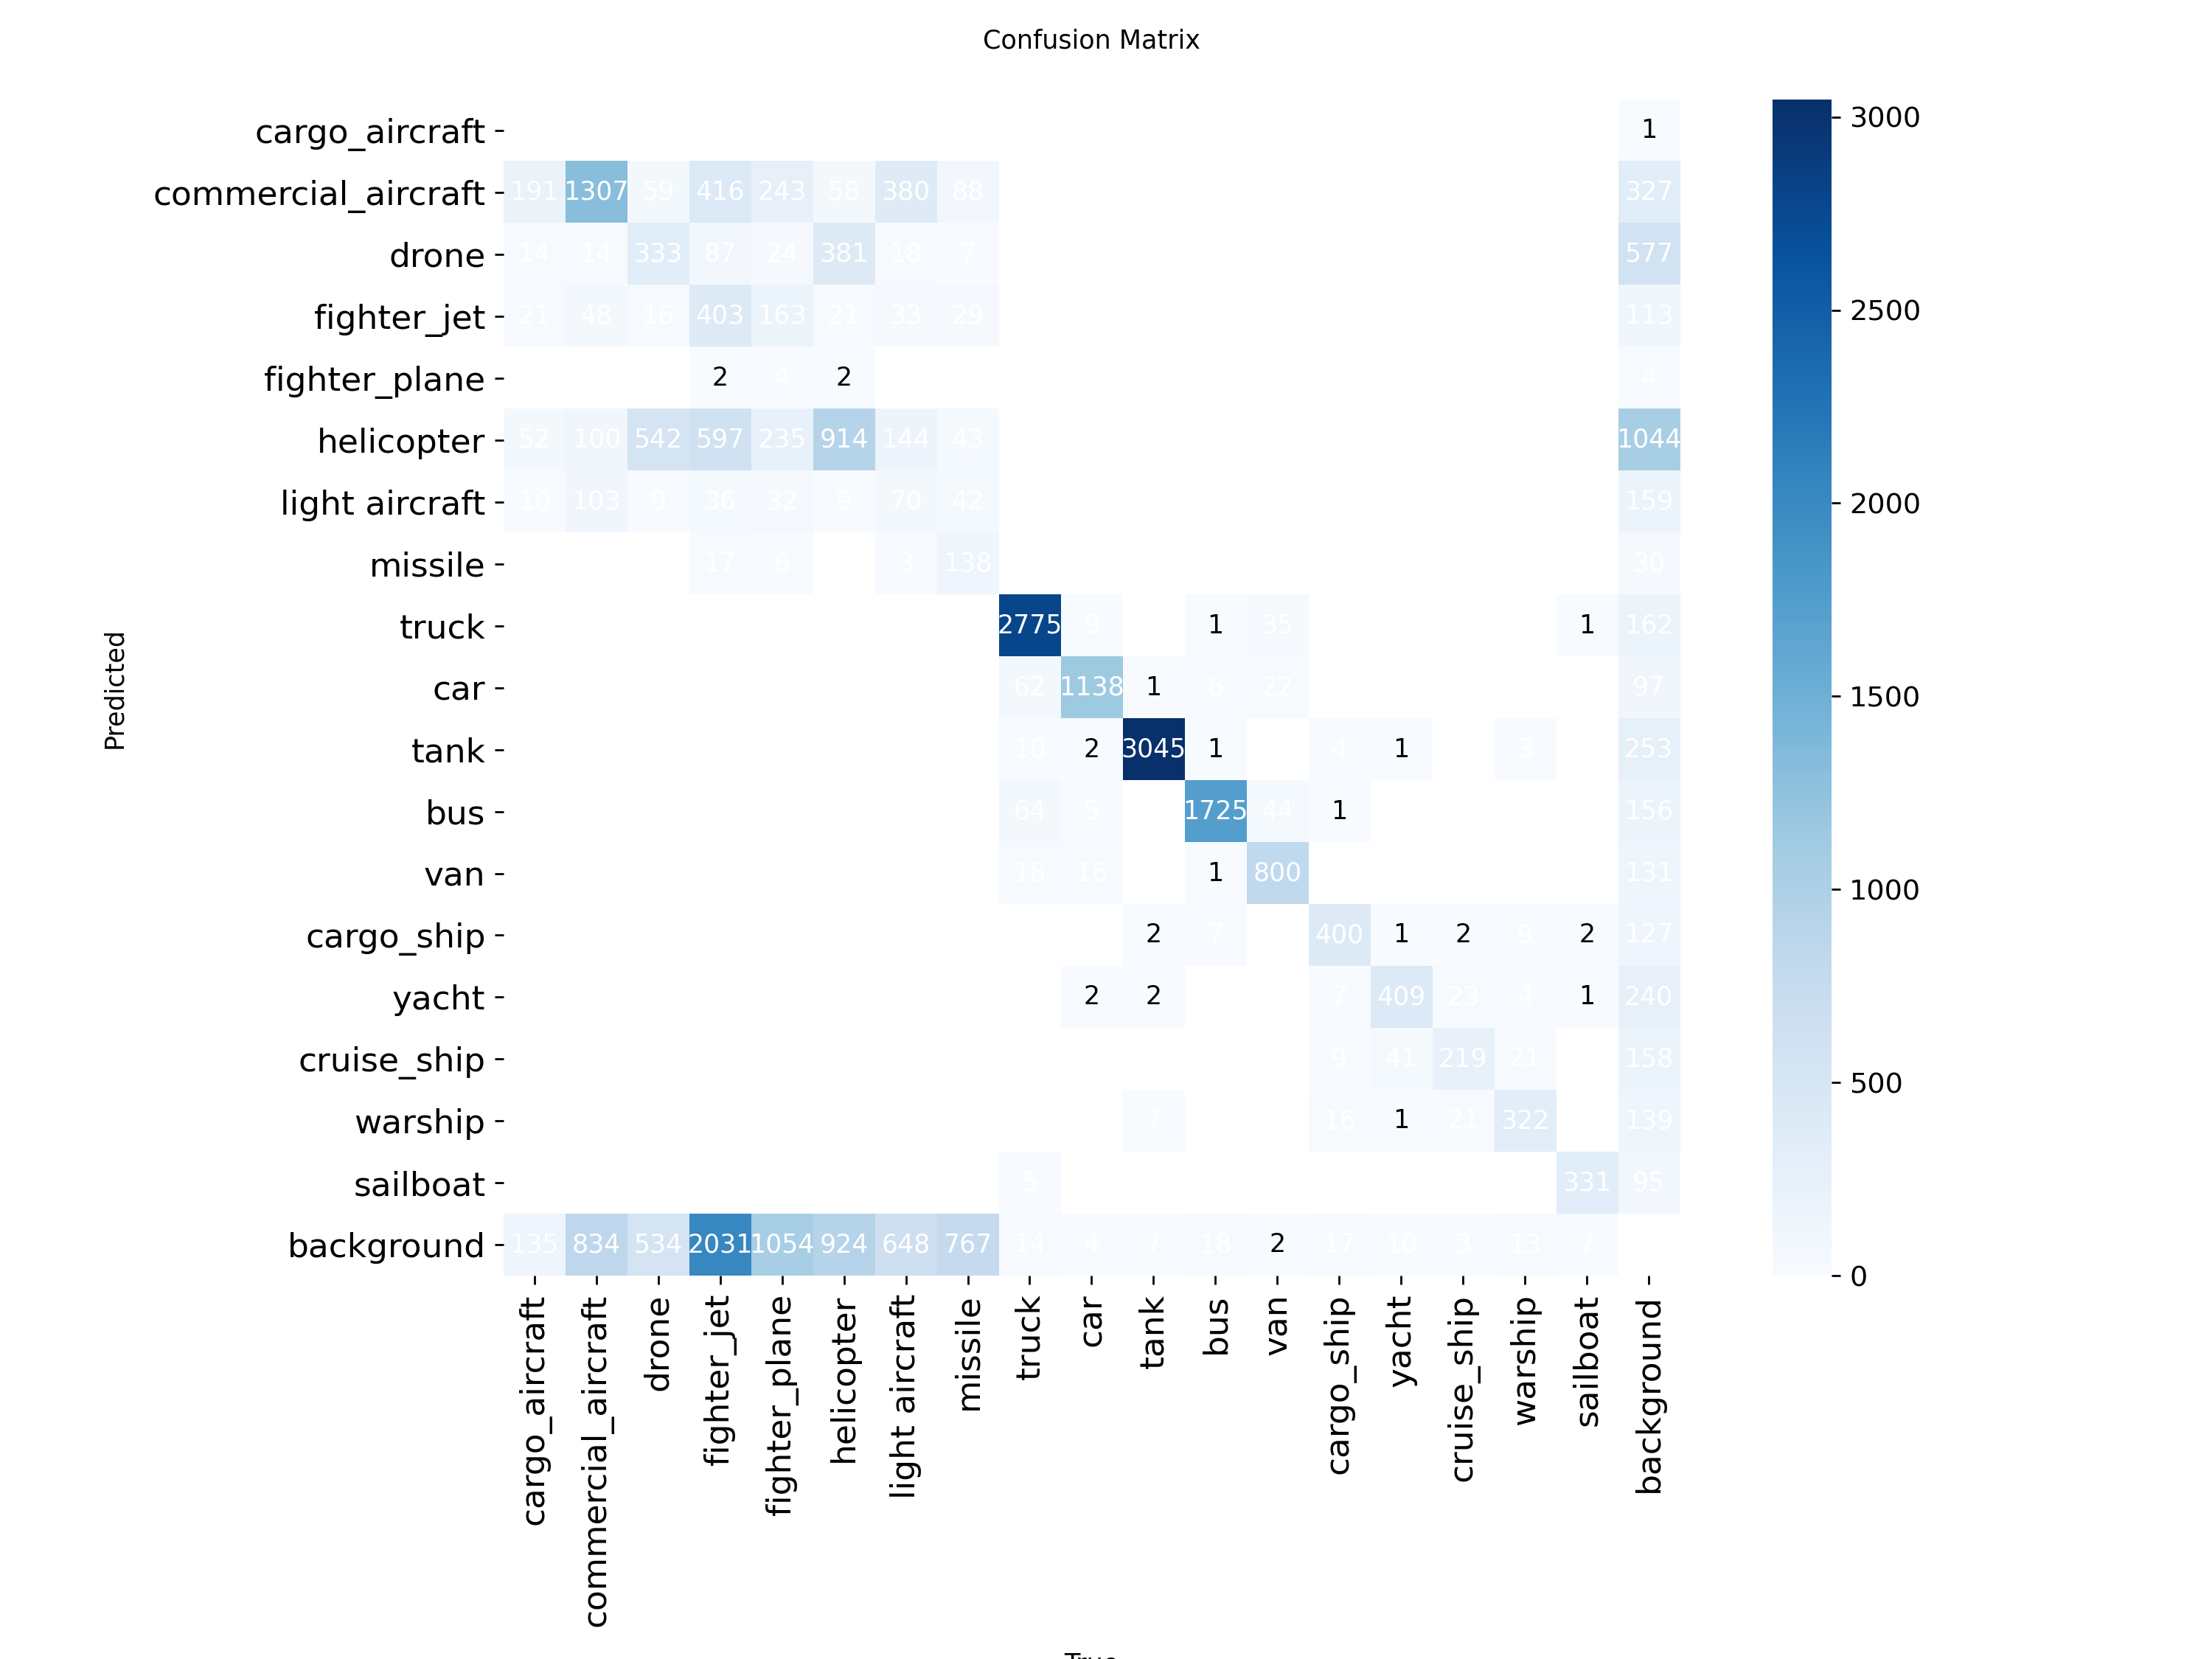 Confusion Matrix
cargo_aircraft 1 3000
commercial_aircraft 191 1307 59 416 243 58 380 88 327
drone 14 14 333 87 24 381 18 7 577
fighter_jet 21 48 16 403 163 21 33 29 113 2500
fighter_plane 2 4 2 4
helicopter 52 100 542 597 235 914 144 43 1044
light aircraft 10 103 9 36 32 9 70 42 159 2000
missile 17 6 3 138 30
truck 2775 9 1 35 1 162
car 62 1138 1 6 22 97 1500
Predicted
tank 10 2 3045 1 4 1 3 253
bus 64 5 1725 44 1 156
van 18 16 1 800 131 1000
cargo_ship 2 7 400 1 2 9 2 127
yacht 2 2 7 409 23 4 1 240
cruise_ship 9 41 219 21 158 500
warship 7 16 1 21 322 139
sailboat 5 331 95
background 135 834 534 2031 1054 924 648 767 14 4 7 18 2 17 10 3 13 7 0
cargo_aircraft
commercial_aircraft
drone
fighter_jet
fighter_plane
helicopter
light aircraft
missile
truck
car
tank
bus
van
cargo_ship
yacht
cruise_ship
warship
sailboat
background